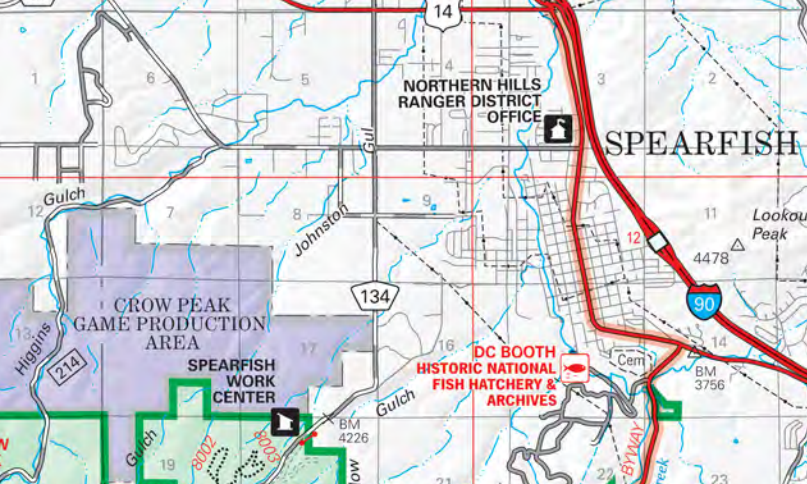 14
1
6
5
4
3
2
NORTHERN HILLS
RANGER DISTRICT
OFFICE
SPEARFISH
Gul
Gulch
12
7
8
Johnston
9
11
Lookou
Peak
12
4478
134
90
CROW PEAK
GAME PRODUCTION
AREA
13
Higgins
214
17
16
14
SPEARFISH
WORK
CENTER
DC BOOTH
HISTORIC NATIONAL
FISH HATCHERY &
ARCHIVES
Cem
BM
3756
Gulch
BM
4226
W
Gulch
19
8002
8003
low
21
BYWAY
reek
22
23